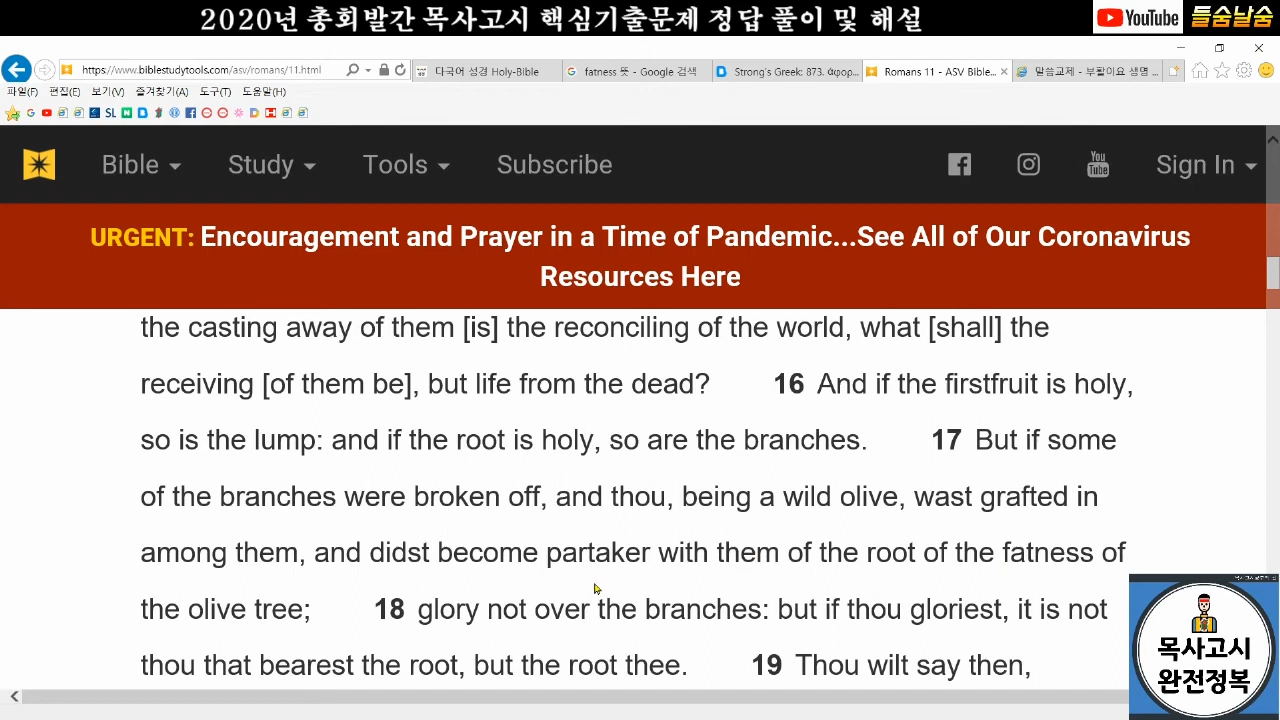 2020년 총회발간 목사고시 핵심기출문제 정답 풀이 및 해설
YouTube 들숨날숨
https://www.biblestudytools.com/asv/romans/11.html
다국어 성경 Holy-Bible
fatness 뜻 - Google 검색
Strong's Greek: 873. ἀφορ...
Romans 11 - ASV Bible...
말씀교제 - 부활이요 생명 ...
파일(F) 편집(E) 보기(V) 즐겨찾기(A) 도구(T) 도움말(H)
Bible Study Tools Subscribe You Tube Sign In
URGENT: Encouragement and Prayer in a Time of Pandemic...See All of Our Coronavirus
Resources Here
the casting away of them [is] the reconciling of the world, what [shall] the
receiving [of them be], but life from the dead? 16 And if the firstfruit is holy,
so is the lump: and if the root is holy, so are the branches. 17 But if some
of the branches were broken off, and thou, being a wild olive, wast grafted in
among them, and didst become partaker with them of the root of the fatness of
the olive tree; 18 glory not over the branches: but if thou gloriest, it is not
thou that bearest the root, but the root thee. 19 Thou wilt say then,
목사고시
완전정복